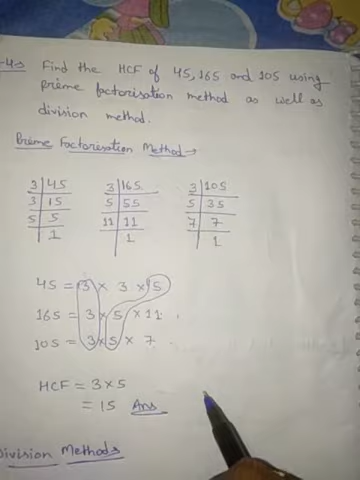 -4:3 Find the HCF of 45, 165 and 105 using
prime factorisation method as well as
division method.
Prime Factorisation Method →
3 | 45   3 | 165   3 | 105
3 | 15   5 | 55   5 | 35
5 | 5   11 | 11   7 | 7
| 1   | 1   | 1
45 = 3 × 3 × 5
165 = 3 × 5 × 11
105 = 3 × 5 × 7
HCF = 3 × 5
= 15 Ans
Division Methods